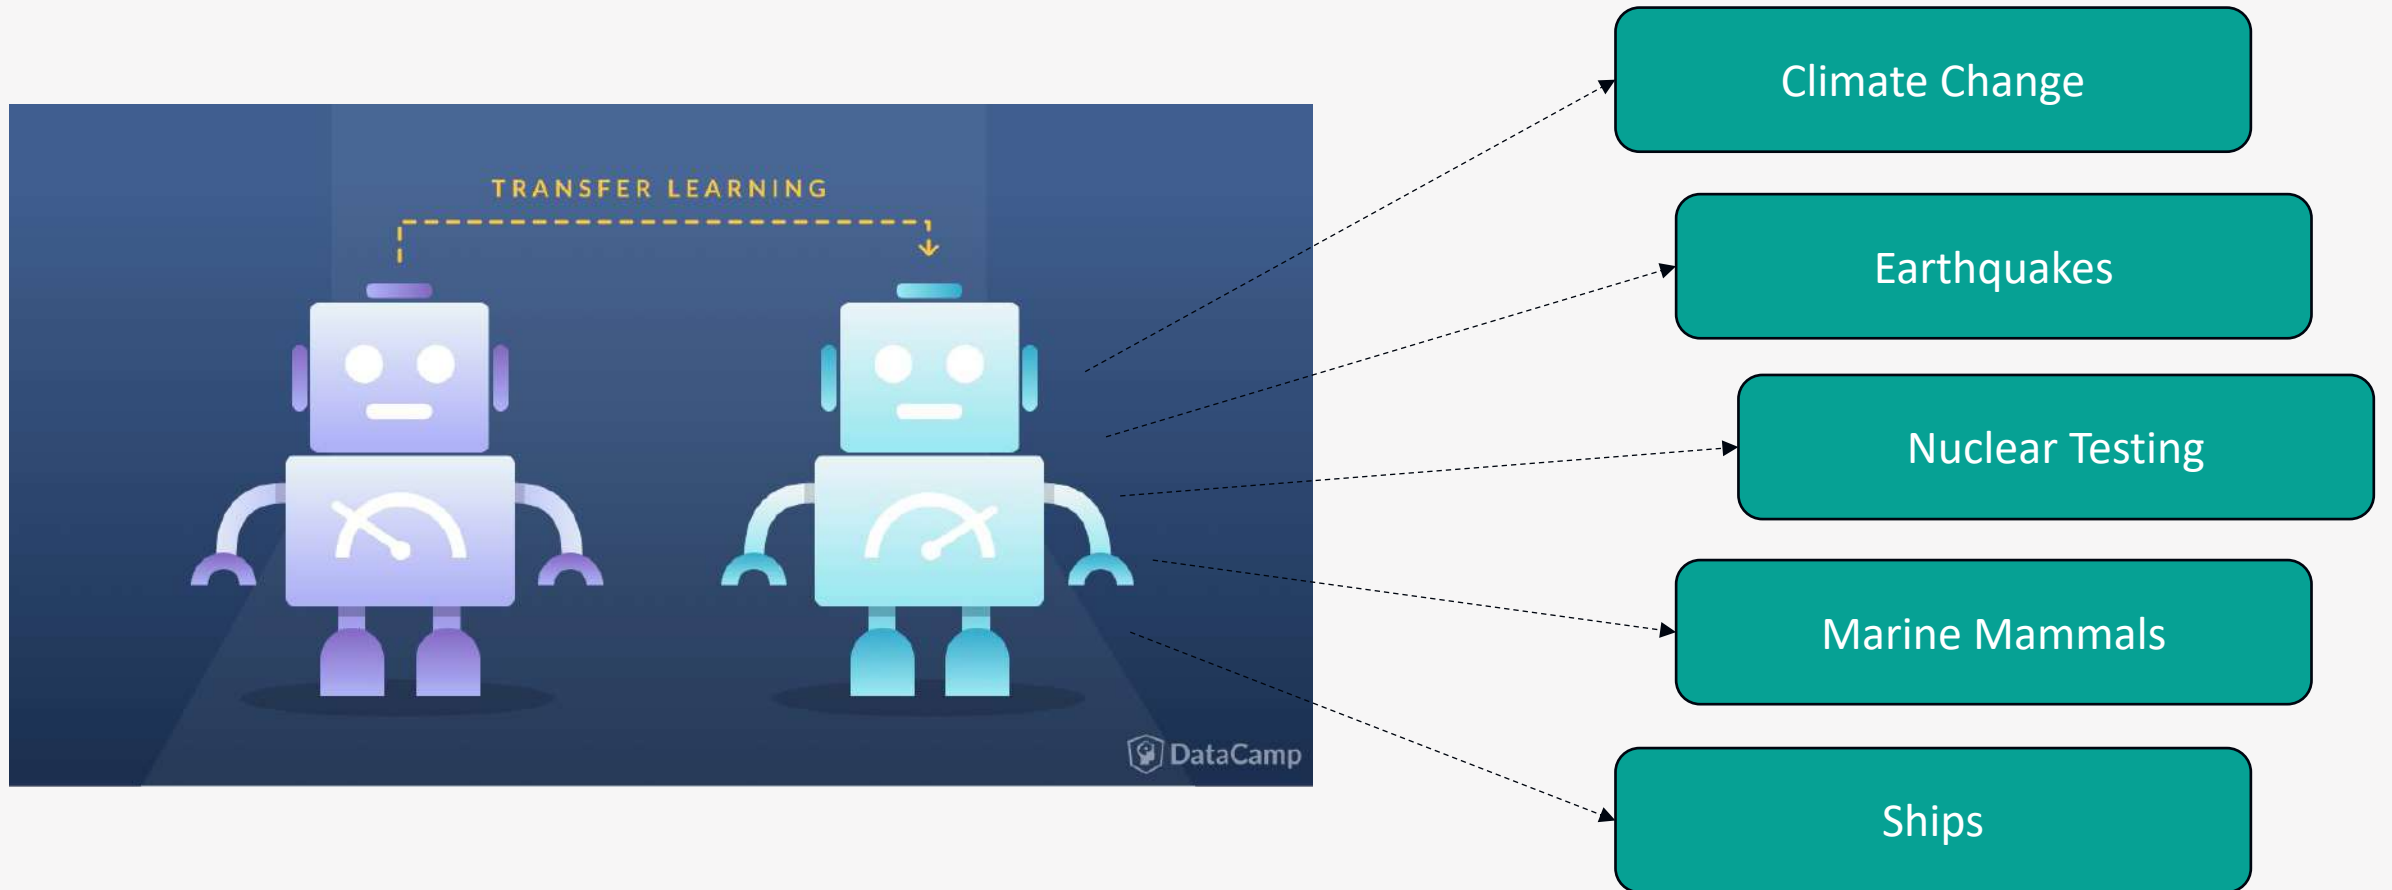 TRANSFER LEARNING
DataCamp
Climate Change
Earthquakes
Nuclear Testing
Marine Mammals
Ships